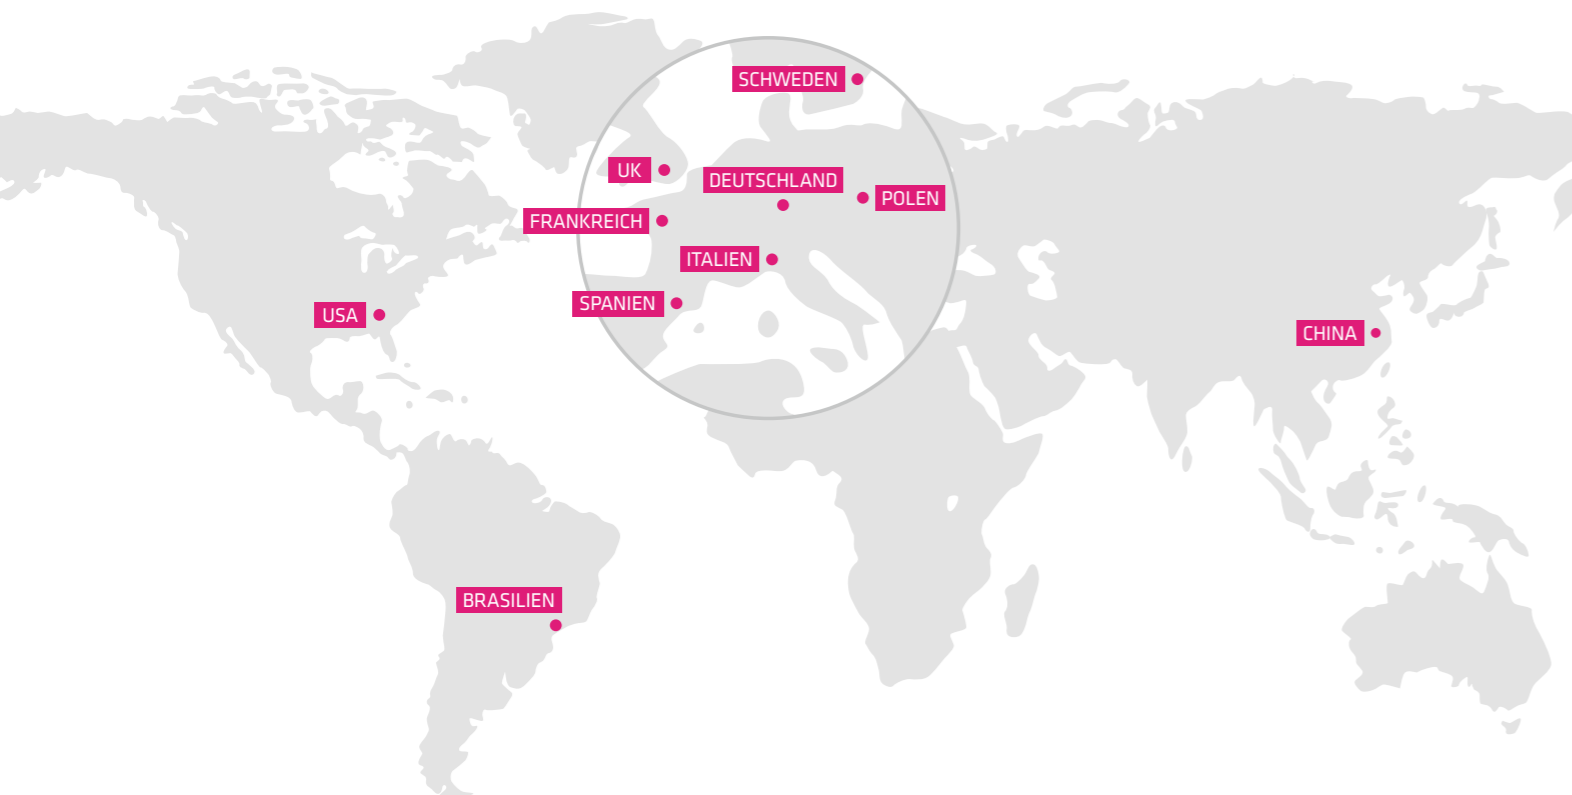 SCHWEDEN
UK
DEUTSCHLAND
POLEN
FRANKREICH
ITALIEN
SPANIEN
USA
CHINA
BRASILIEN